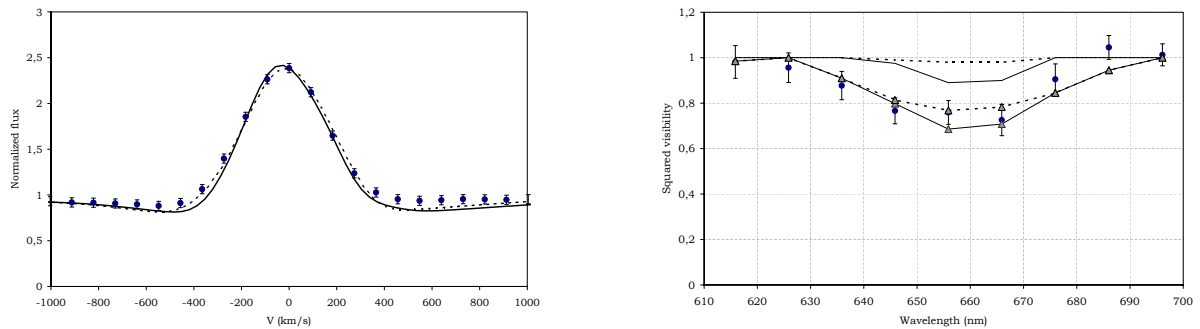 3
2,5
2
1,5
1
0,5
0
-1000 -800 -600 -400 -200 0 200 400 600 800 1000
V (km/s)
Normalized flux
1,2
1
0,8
0,6
0,4
0,2
0
610 620 630 640 650 660 670 680 690 700
Wavelength (nm)
Squared visibility